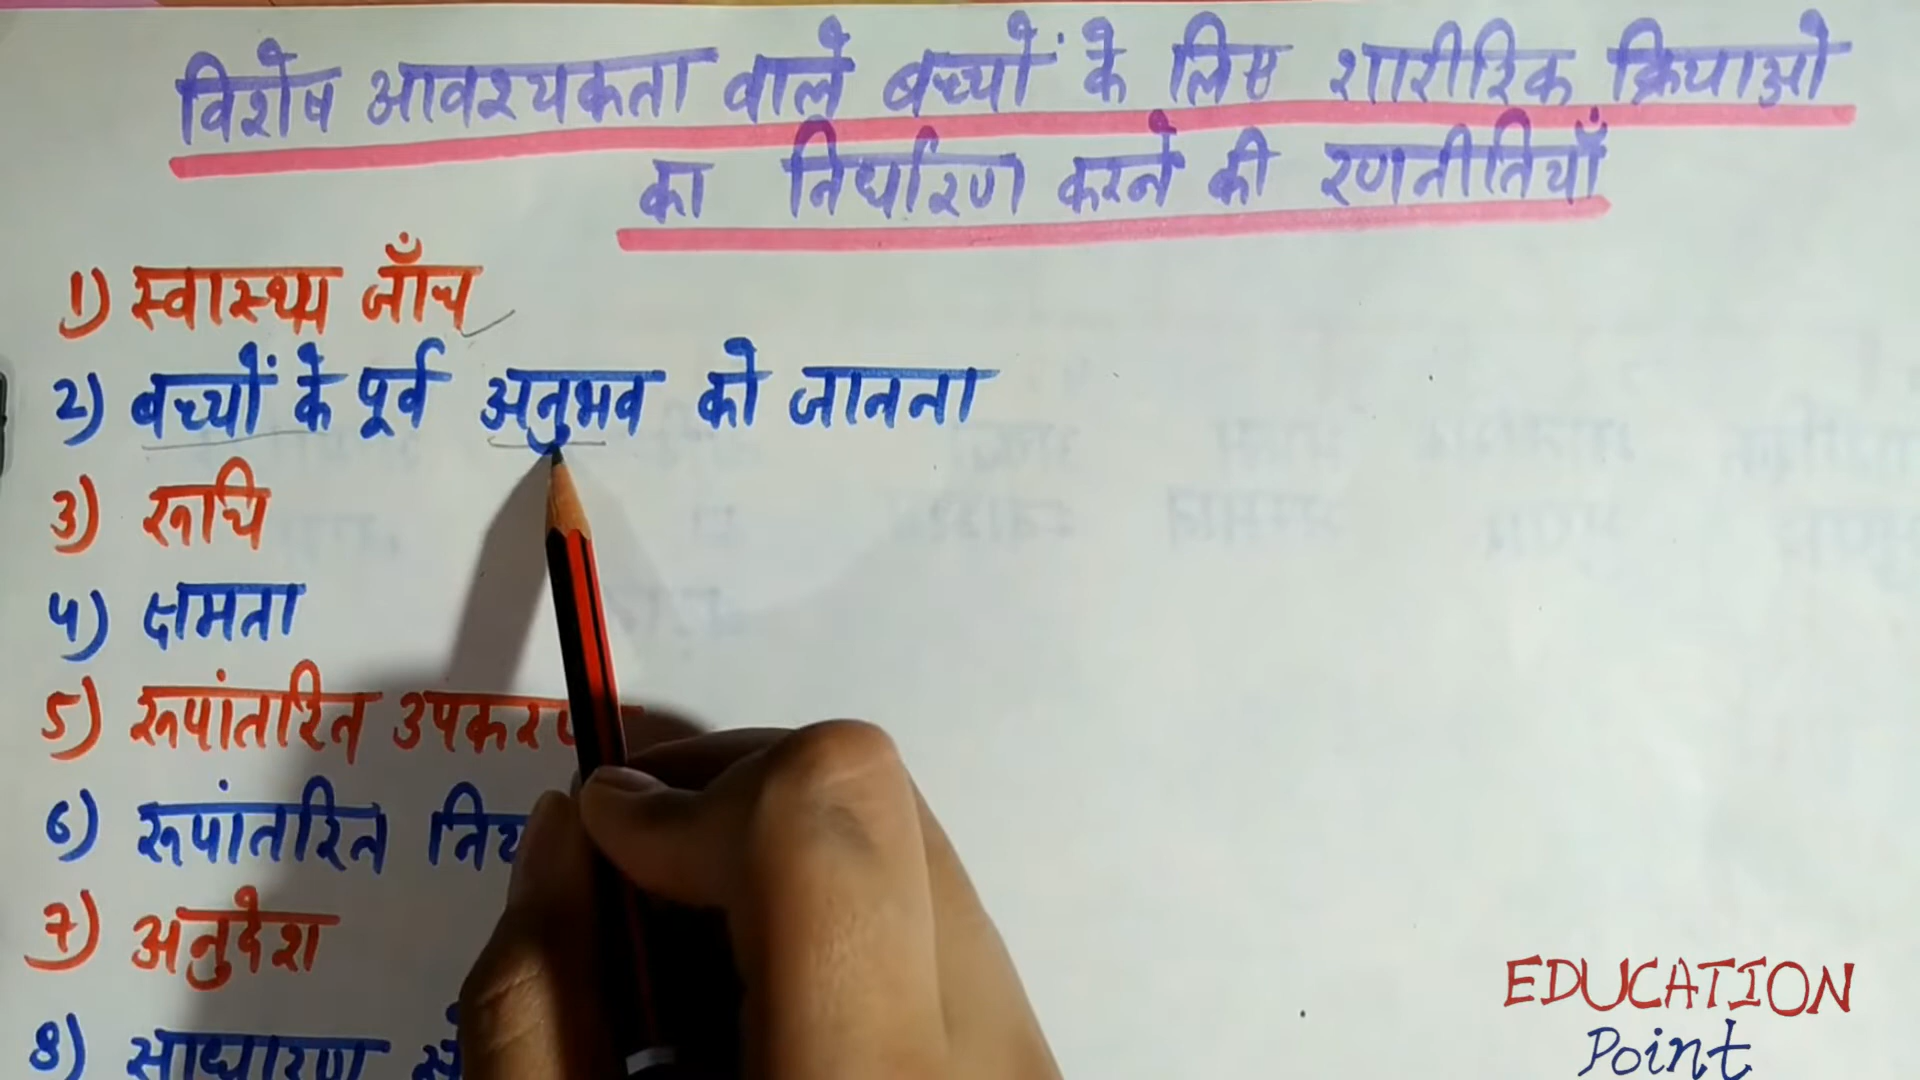 विशेष आवश्यकता वाले बच्चों के लिए शारीरिक क्रियाओ
का निर्धारण करने की रणनीतियाँ
1) स्वास्थ्य जाँच
2) बच्चों के पूर्व अनुभव को जानना
3) रूचि
4) क्षमता
5) रूपांतरित उपकरण
6) रूपांतरित
7) अनुदेश
8) साधारण
EDUCATION
Point